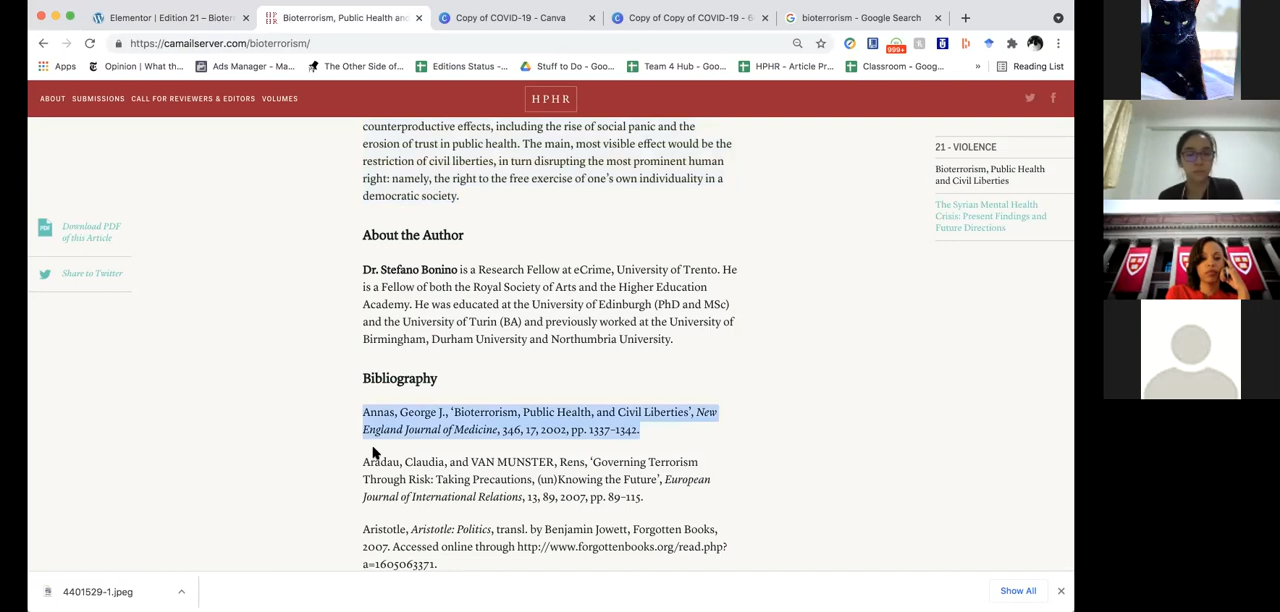 Elementor | Edition 21 – Bioter
Bioterrorism, Public Health and
Copy of COVID-19 - Canva
Copy of Copy of COVID-19 - 6
bioterrorism - Google Search
https://camailserver.com/bioterrorism/
999+
Apps
Opinion | What th...
Ads Manager - Ma...
The Other Side of...
Editions Status -...
Stuff to Do - Goo...
Team 4 Hub - Goo...
HPHR - Article Pr...
Classroom - Goog...
»
Reading List
ABOUT SUBMISSIONS CALL FOR REVIEWERS & EDITORS VOLUMES
HPHR
counterproductive effects, including the rise of social panic and the
erosion of trust in public health. The main, most visible effect would be the
restriction of civil liberties, in turn disrupting the most prominent human
right: namely, the right to the free exercise of one's own individuality in a
democratic society.
21 - VIOLENCE
Bioterrorism, Public Health
and Civil Liberties
The Syrian Mental Health
Crisis: Present Findings and
Future Directions
PDF
Download PDF
of this Article
Share to Twitter
About the Author
Dr. Stefano Bonino is a Research Fellow at eCrime, University of Trento. He
is a Fellow of both the Royal Society of Arts and the Higher Education
Academy. He was educated at the University of Edinburgh (PhD and MSc)
and the University of Turin (BA) and previously worked at the University of
Birmingham, Durham University and Northumbria University.
Bibliography
Annas, George J., ‘Bioterrorism, Public Health, and Civil Liberties’, New
England Journal of Medicine, 346, 17, 2002, pp. 1337–1342.
Aradau, Claudia, and VAN MUNSTER, Rens, ‘Governing Terrorism
Through Risk: Taking Precautions, (un)Knowing the Future’, European
Journal of International Relations, 13, 89, 2007, pp. 89–115.
Aristotle, Aristotle: Politics, transl. by Benjamin Jowett, Forgotten Books,
2007. Accessed online through http://www.forgottenbooks.org/read.php?
a=1605063371.
4401529-1.jpeg
Show All